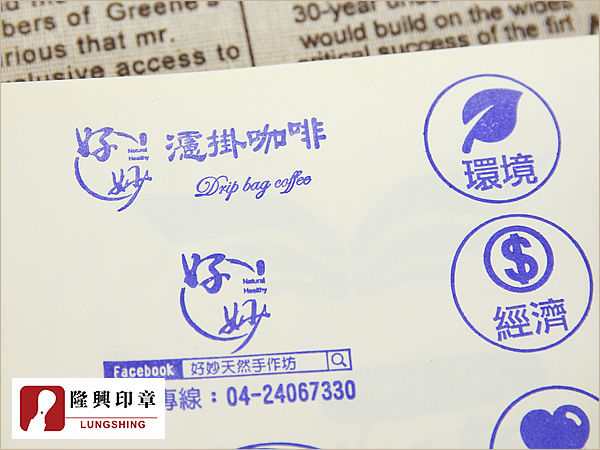 bers of Greene's
rious that mr.
clusive access to
30-year
would build on the wides
critical success of the firt
好妙!
Natural
Healthy
濾掛咖啡
Drip bag coffee
環境
好妙!
Natural
Healthy
經濟
Facebook 好妙天然手作坊
專線：04-24067330
隆興印章
LUNGSHING